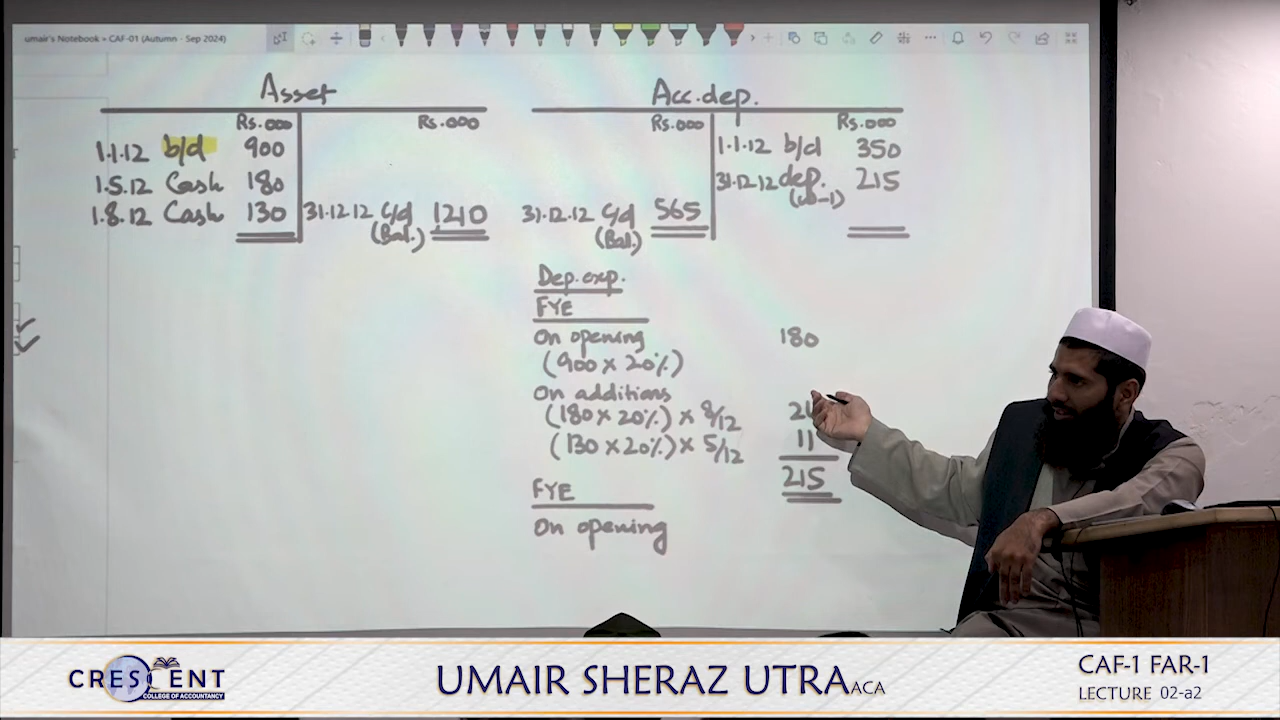 umair's Notebook » CAF-01 (Autumn - Sep 2024)
Asset
Rs.000 Rs.000
1.1.12 b/d 900
1.5.12 Cash 180
1.8.12 Cash 130 31.12.12 c/d 1210
(Bal.)
Acc.dep.
Rs.000 Rs.000
1.1.12 b/d 350
31.12.12 dep. 215
(w-1)
31.12.12 c/d 565
(Bal.)
Dep.exp.
FYE
On opening 180
(900 x 20%)
On additions
(180 x 20%) x 8/12
(130 x 20%) x 5/12 11
215
FYE
On opening
CRESCENT
COLLEGE OF ACCOUNTANCY
UMAIR SHERAZ UTRA ACA
CAF-1 FAR-1
LECTURE 02-a2